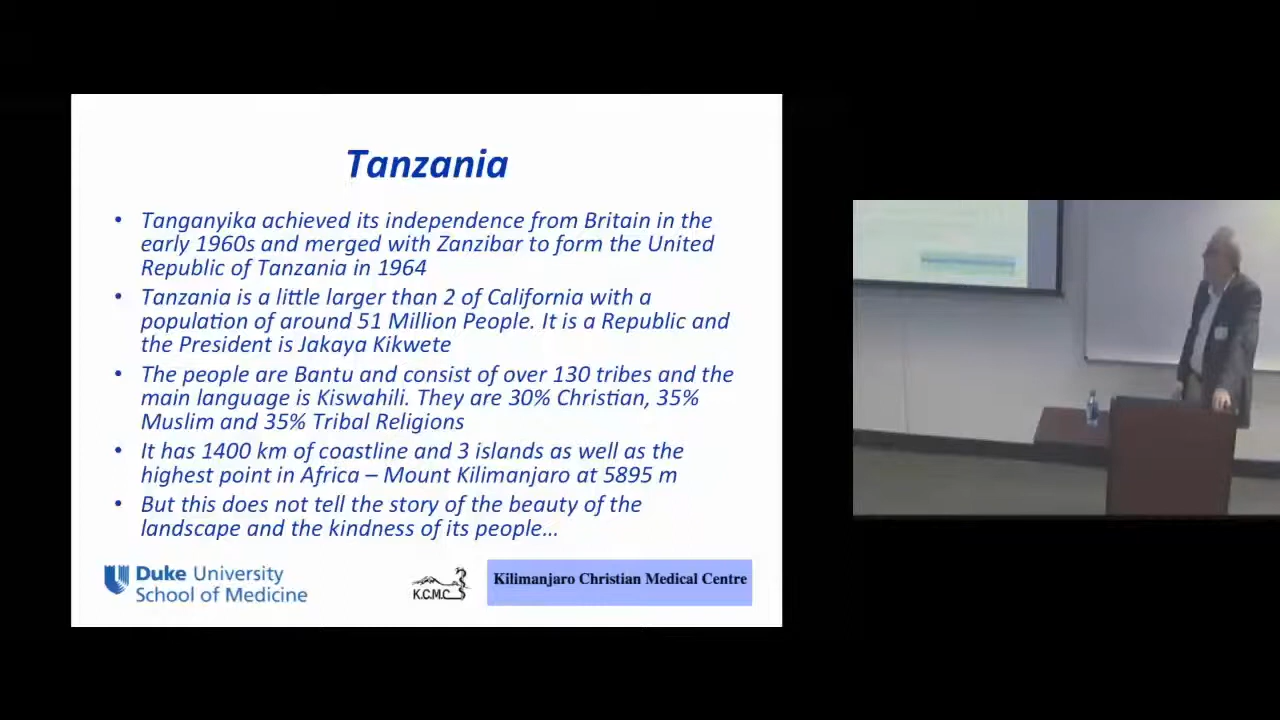 Tanzania
• Tanganyika achieved its independence from Britain in the
early 1960s and merged with Zanzibar to form the United
Republic of Tanzania in 1964
• Tanzania is a little larger than 2 of California with a
population of around 51 Million People. It is a Republic and
the President is Jakaya Kikwete
• The people are Bantu and consist of over 130 tribes and the
main language is Kiswahili. They are 30% Christian, 35%
Muslim and 35% Tribal Religions
• It has 1400 km of coastline and 3 islands as well as the
highest point in Africa – Mount Kilimanjaro at 5895 m
• But this does not tell the story of the beauty of the
landscape and the kindness of its people…
Duke University
School of Medicine
K.C.M.C
Kilimanjaro Christian Medical Centre